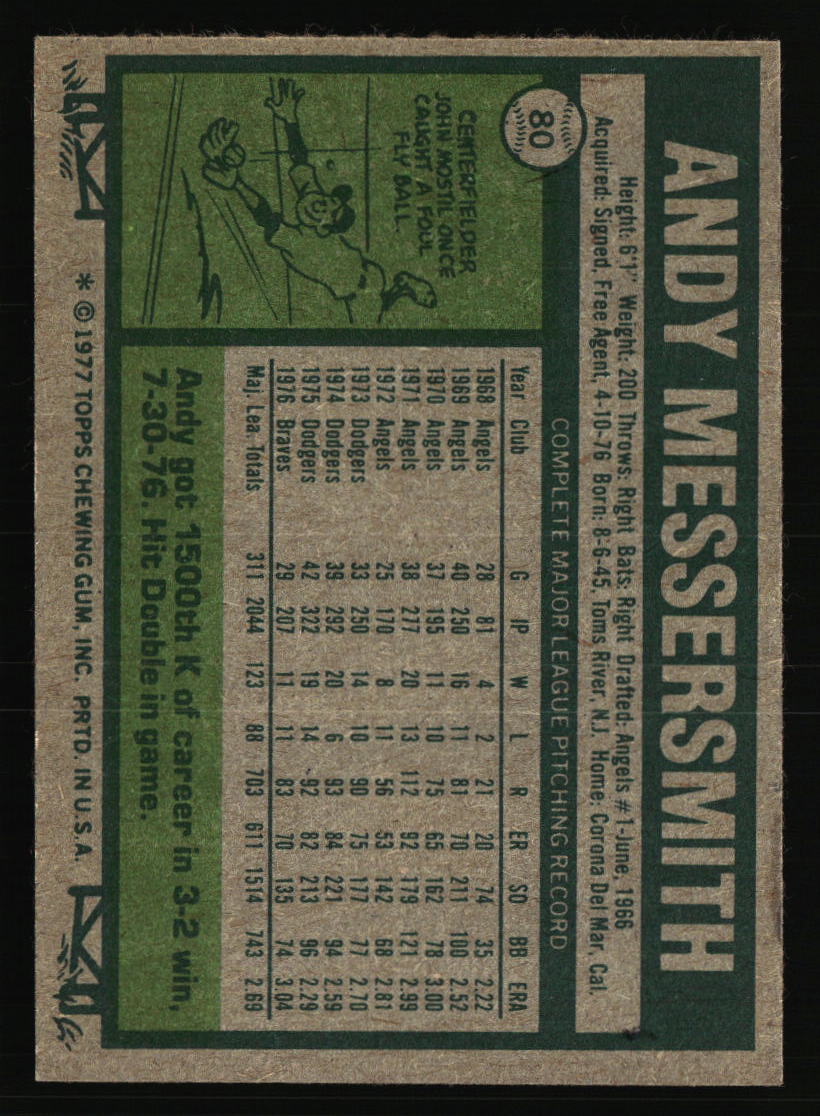 80
ANDY MESSERSMITH
Height: 6'1" Weight: 200 Throws: Right Bats: Right Drafted: Angels #1-June, 1966
Acquired: Signed, Free Agent, 4-10-76 Born: 8-6-45, Toms River, N.J. Home: Corona Del Mar, Cal.
CENTERFIELDER
JOHN MOSTIL ONCE
CAUGHT A FOUL
FLY BALL.
COMPLETE MAJOR LEAGUE PITCHING RECORD
Year Club G IP W L R ER SO BB ERA
1968 Angels 28 81 4 2 21 20 74 35 2.22
1969 Angels 40 250 16 11 81 70 211 100 2.52
1970 Angels 37 195 11 10 75 65 162 78 3.00
1971 Angels 38 277 20 13 112 92 179 121 2.99
1972 Angels 25 170 8 11 56 53 142 68 2.81
1973 Dodgers 33 250 14 10 90 75 177 77 2.70
1974 Dodgers 39 292 20 6 93 84 221 94 2.59
1975 Dodgers 42 322 19 14 92 82 213 96 2.29
1976 Braves 29 207 11 11 83 70 135 74 3.04
Maj. Lea. Totals 311 2044 123 88 703 611 1514 743 2.69
Andy got 1500th K of career in 3-2 win,
7-30-76. Hit Double in game.
* © 1977 TOPPS CHEWING GUM, INC. PRTD. IN U.S.A.